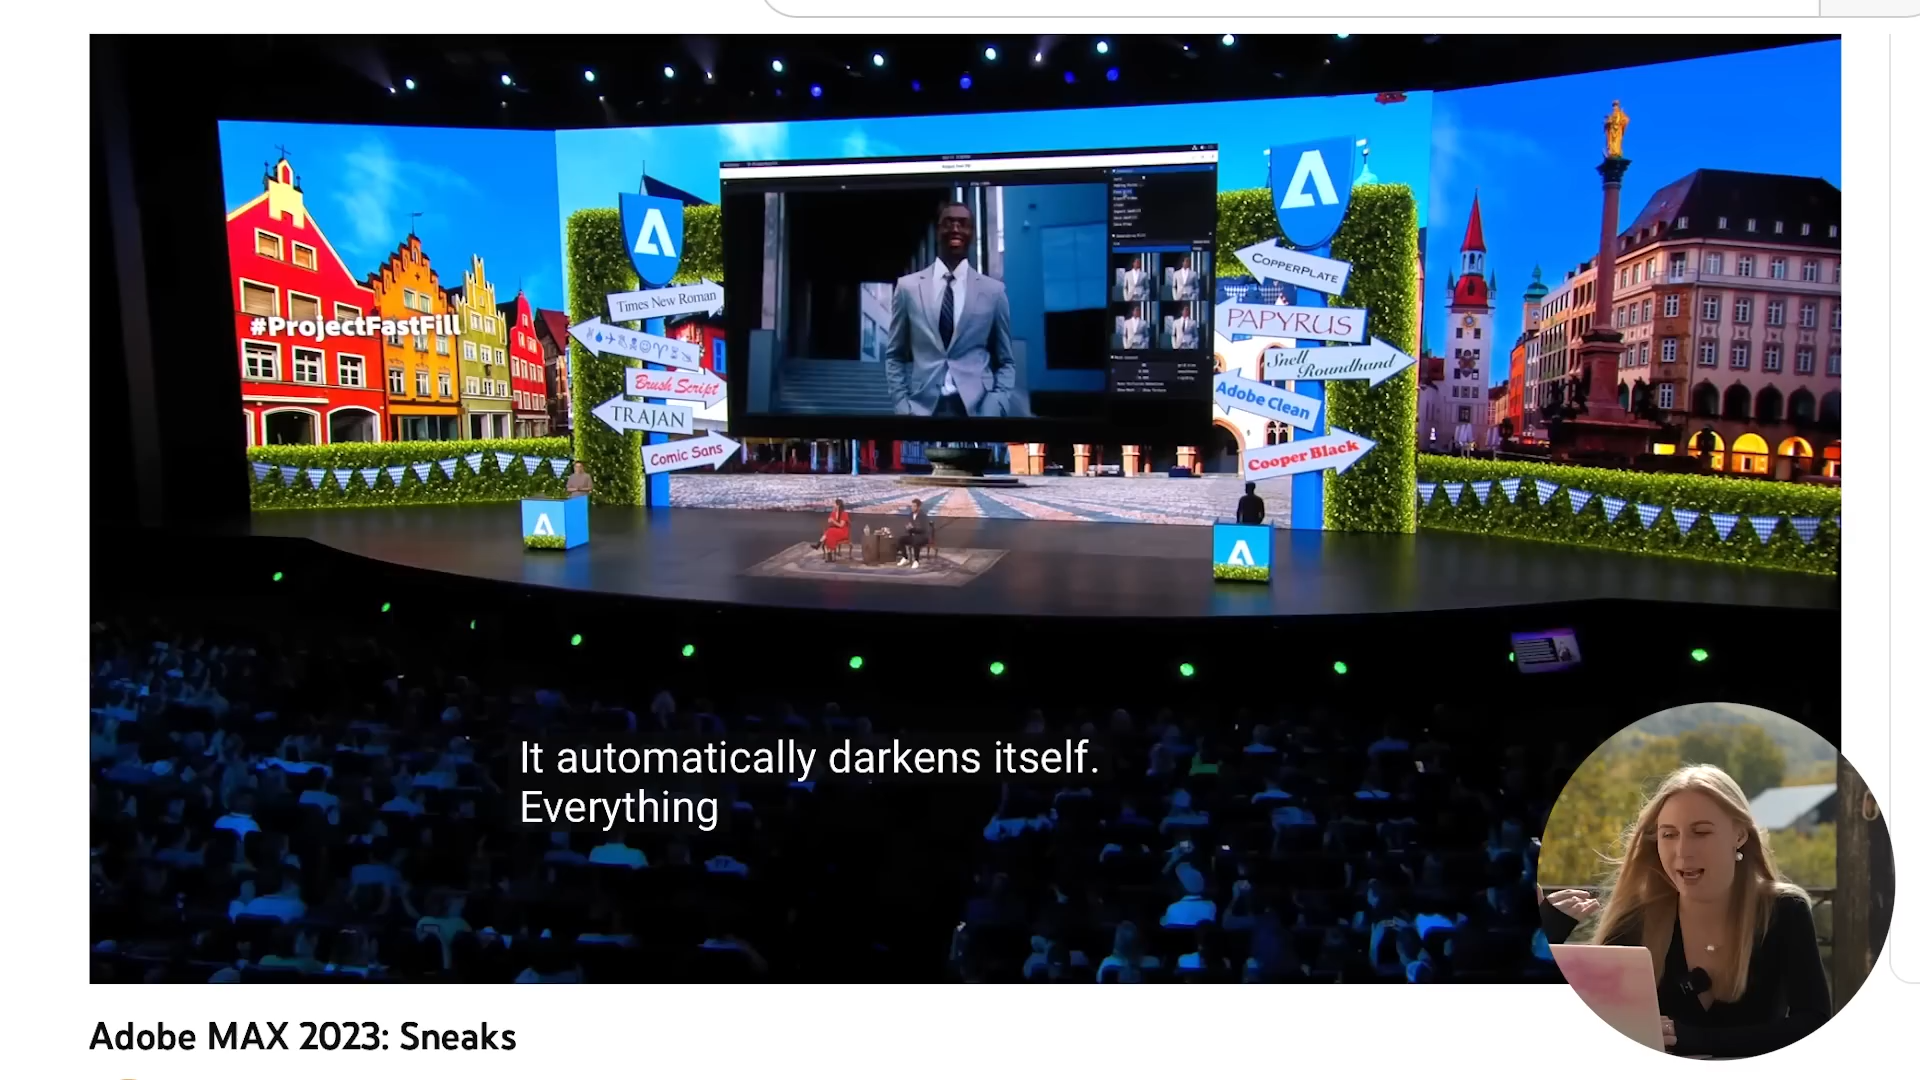 #ProjectFastFill
Times New Roman
Brush Script
TRAJAN
Comic Sans
COPPERPLATE
PAPYRUS
Snell
Roundhand
Adobe Clean
Cooper Black
It automatically darkens itself.
Everything
Adobe MAX 2023: Sneaks